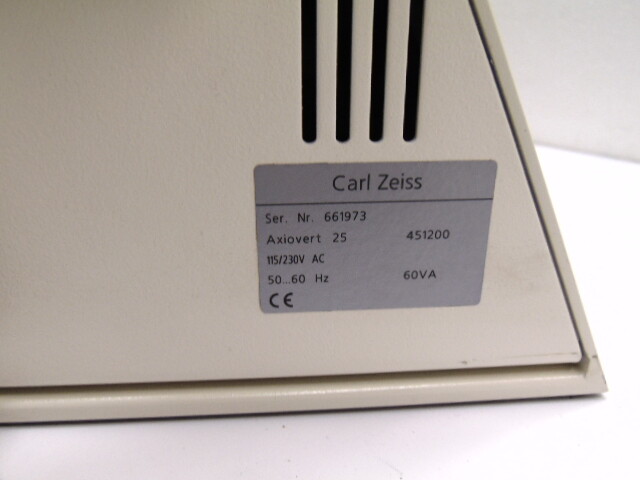 Carl Zeiss
Ser. Nr. 661973
Axiovert 25 451200
115/230V AC
50...60 Hz 60VA
CE